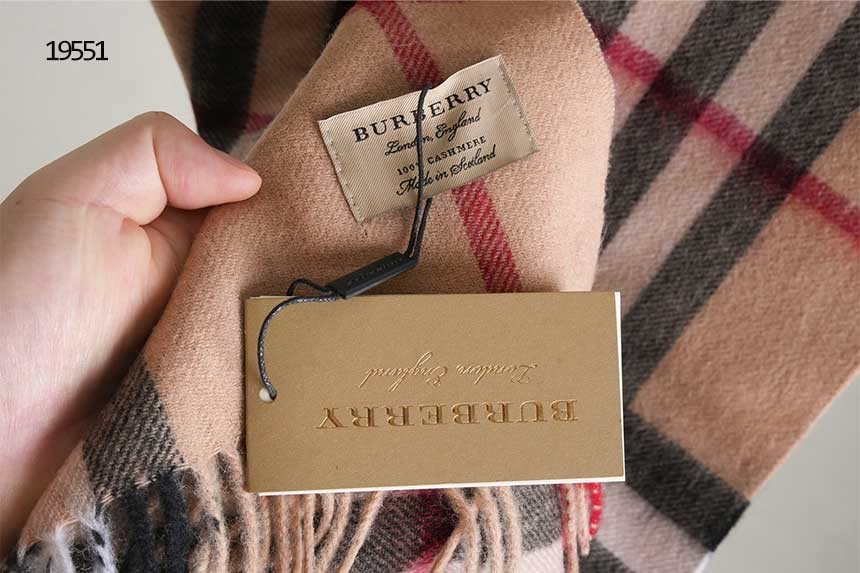 19551
BURBERRY
London, England
100% CASHMERE
Made in Scotland
London, England
BURBERRY